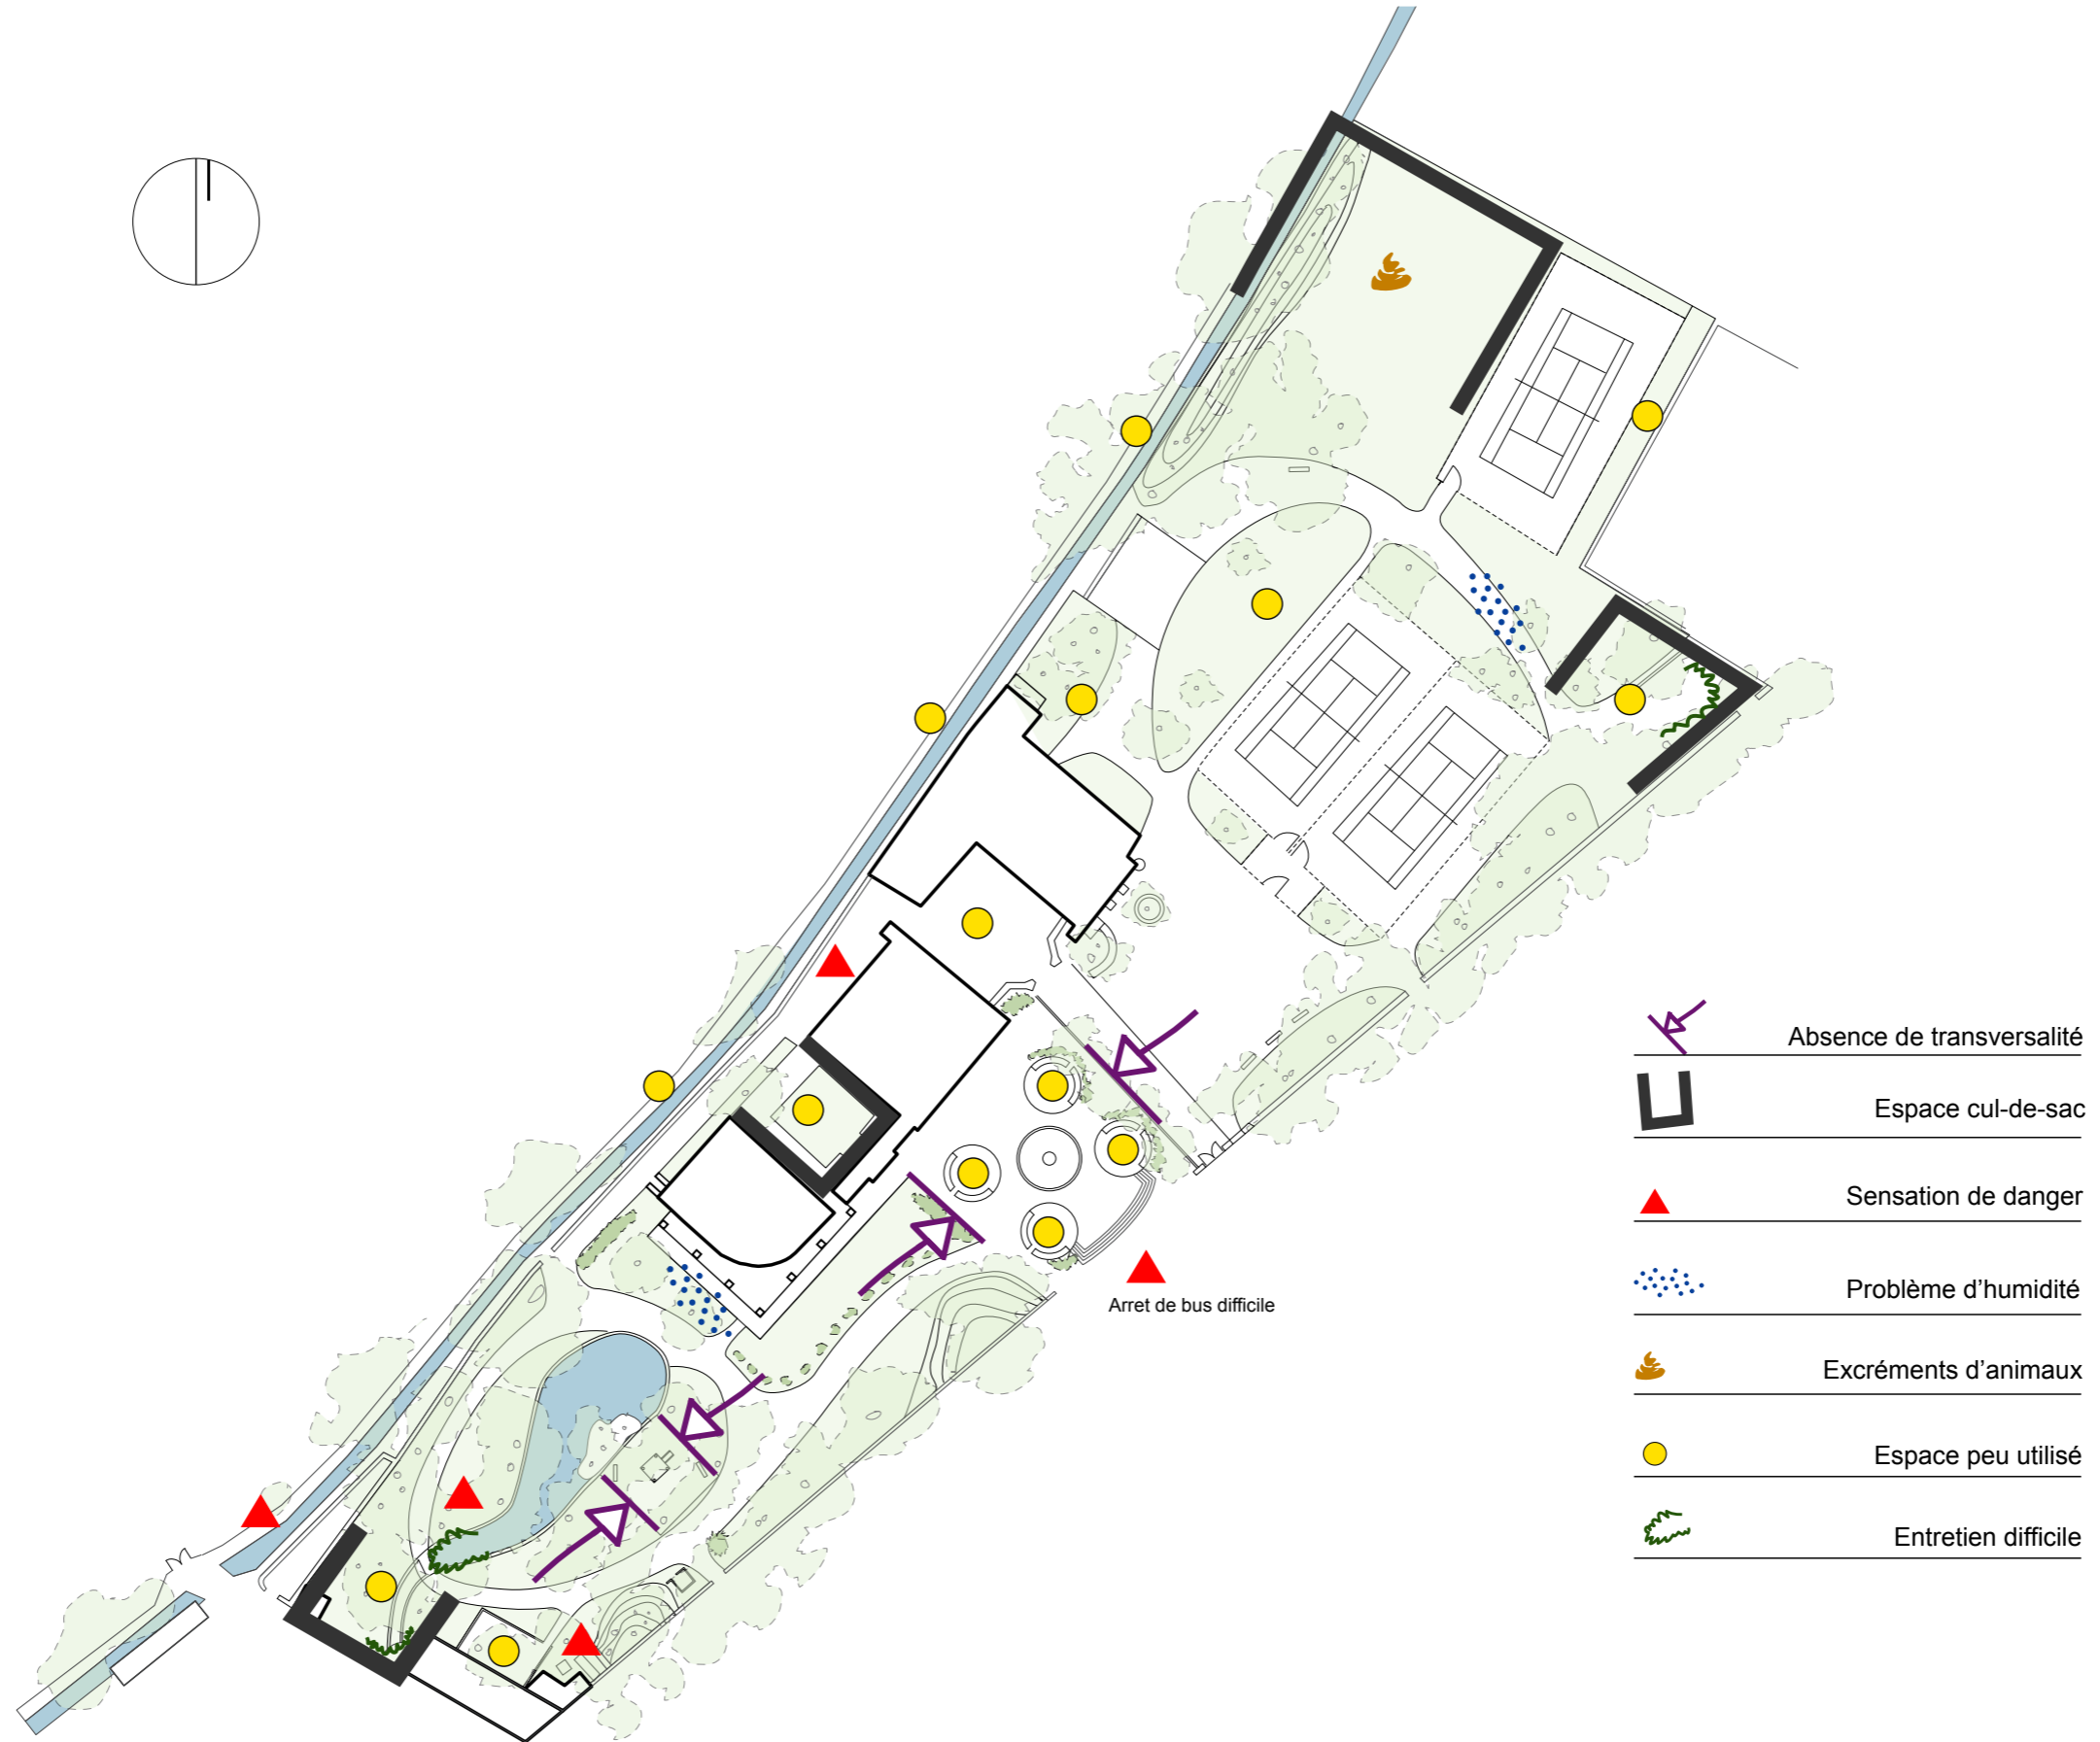 Absence de transversalité
Espace cul-de-sac
Sensation de danger
Arret de bus difficile
Problème d’humidité
Excréments d’animaux
Espace peu utilisé
Entretien difficile